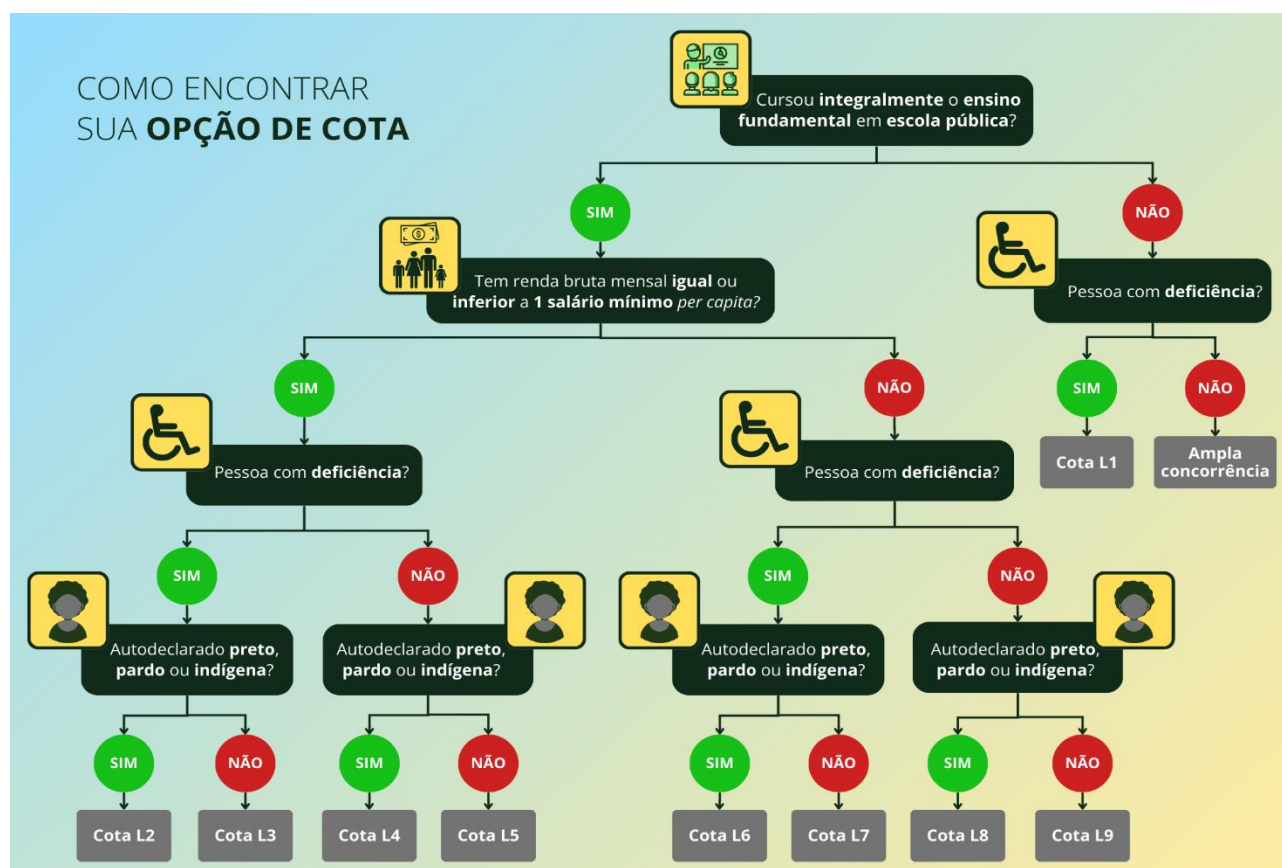 COMO ENCONTRAR
SUA OPÇÃO DE COTA
Cursou integralmente o ensino
fundamental em escola pública?
SIM
NÃO
Tem renda bruta mensal igual ou
inferior a 1 salário mínimo per capita?
Pessoa com deficiência?
SIM
NÃO
SIM
NÃO
Cota L1
Ampla
concorrência
Pessoa com deficiência?
Pessoa com deficiência?
SIM
NÃO
SIM
NÃO
Autodeclarado preto,
pardo ou indígena?
Autodeclarado preto,
pardo ou indígena?
Autodeclarado preto,
pardo ou indígena?
Autodeclarado preto,
pardo ou indígena?
SIM
NÃO
SIM
NÃO
SIM
NÃO
SIM
NÃO
Cota L2
Cota L3
Cota L4
Cota L5
Cota L6
Cota L7
Cota L8
Cota L9